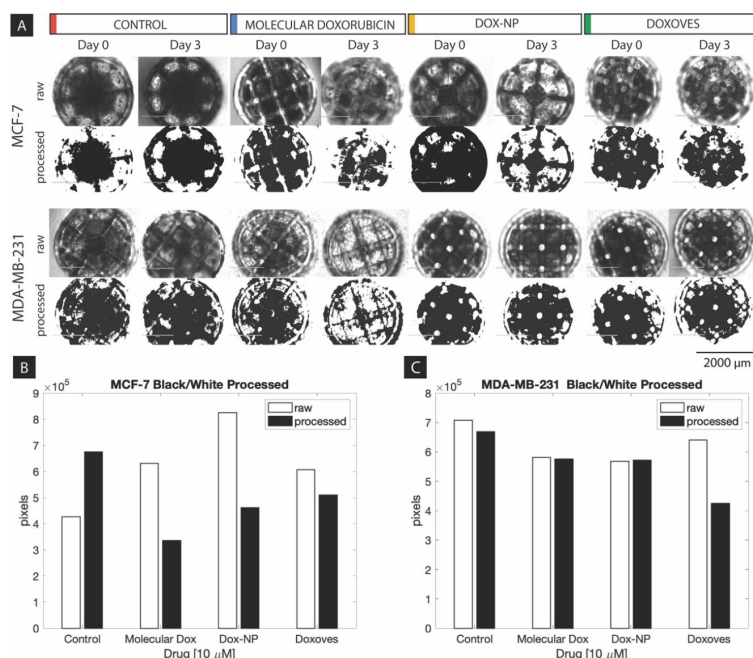 A
CONTROL
MOLECULAR DOXORUBICIN
DOX-NP
DOXOVES
Day 0
Day 3
Day 0
Day 3
Day 0
Day 3
Day 0
Day 3
MCF-7
raw
processed
MDA-MB-231
raw
processed
2000 µm
B
MCF-7 Black/White Processed
×10⁵
9
8
7
6
5
4
3
2
1
0
pixels
raw
processed
Control
Molecular Dox
Dox-NP
Doxoves
Drug [10 µM]
C
MDA-MB-231 Black/White Processed
×10⁵
8
7
6
5
4
3
2
1
0
pixels
raw
processed
Control
Molecular Dox
Dox-NP
Doxoves
Drug [10 µM]